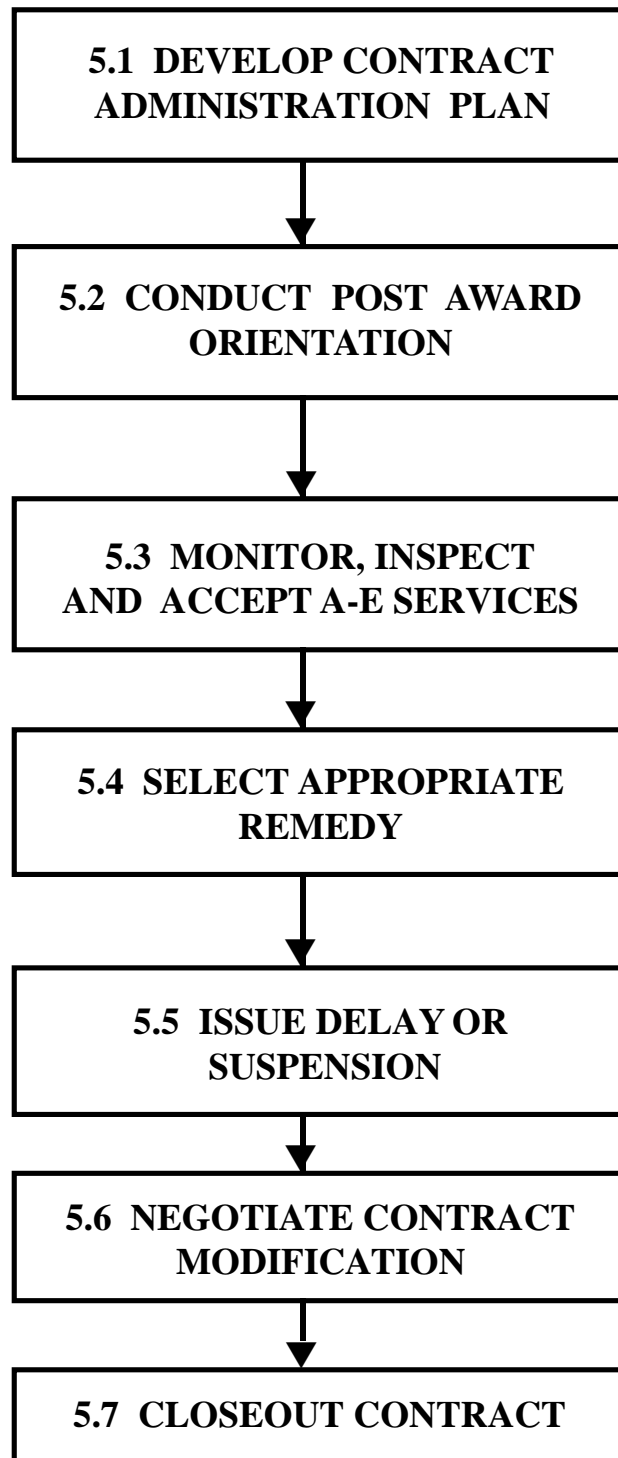 5.1 DEVELOP CONTRACT
ADMINISTRATION PLAN
5.2 CONDUCT POST AWARD
ORIENTATION
5.3 MONITOR, INSPECT
AND ACCEPT A-E SERVICES
5.4 SELECT APPROPRIATE
REMEDY
5.5 ISSUE DELAY OR
SUSPENSION
5.6 NEGOTIATE CONTRACT
MODIFICATION
5.7 CLOSEOUT CONTRACT